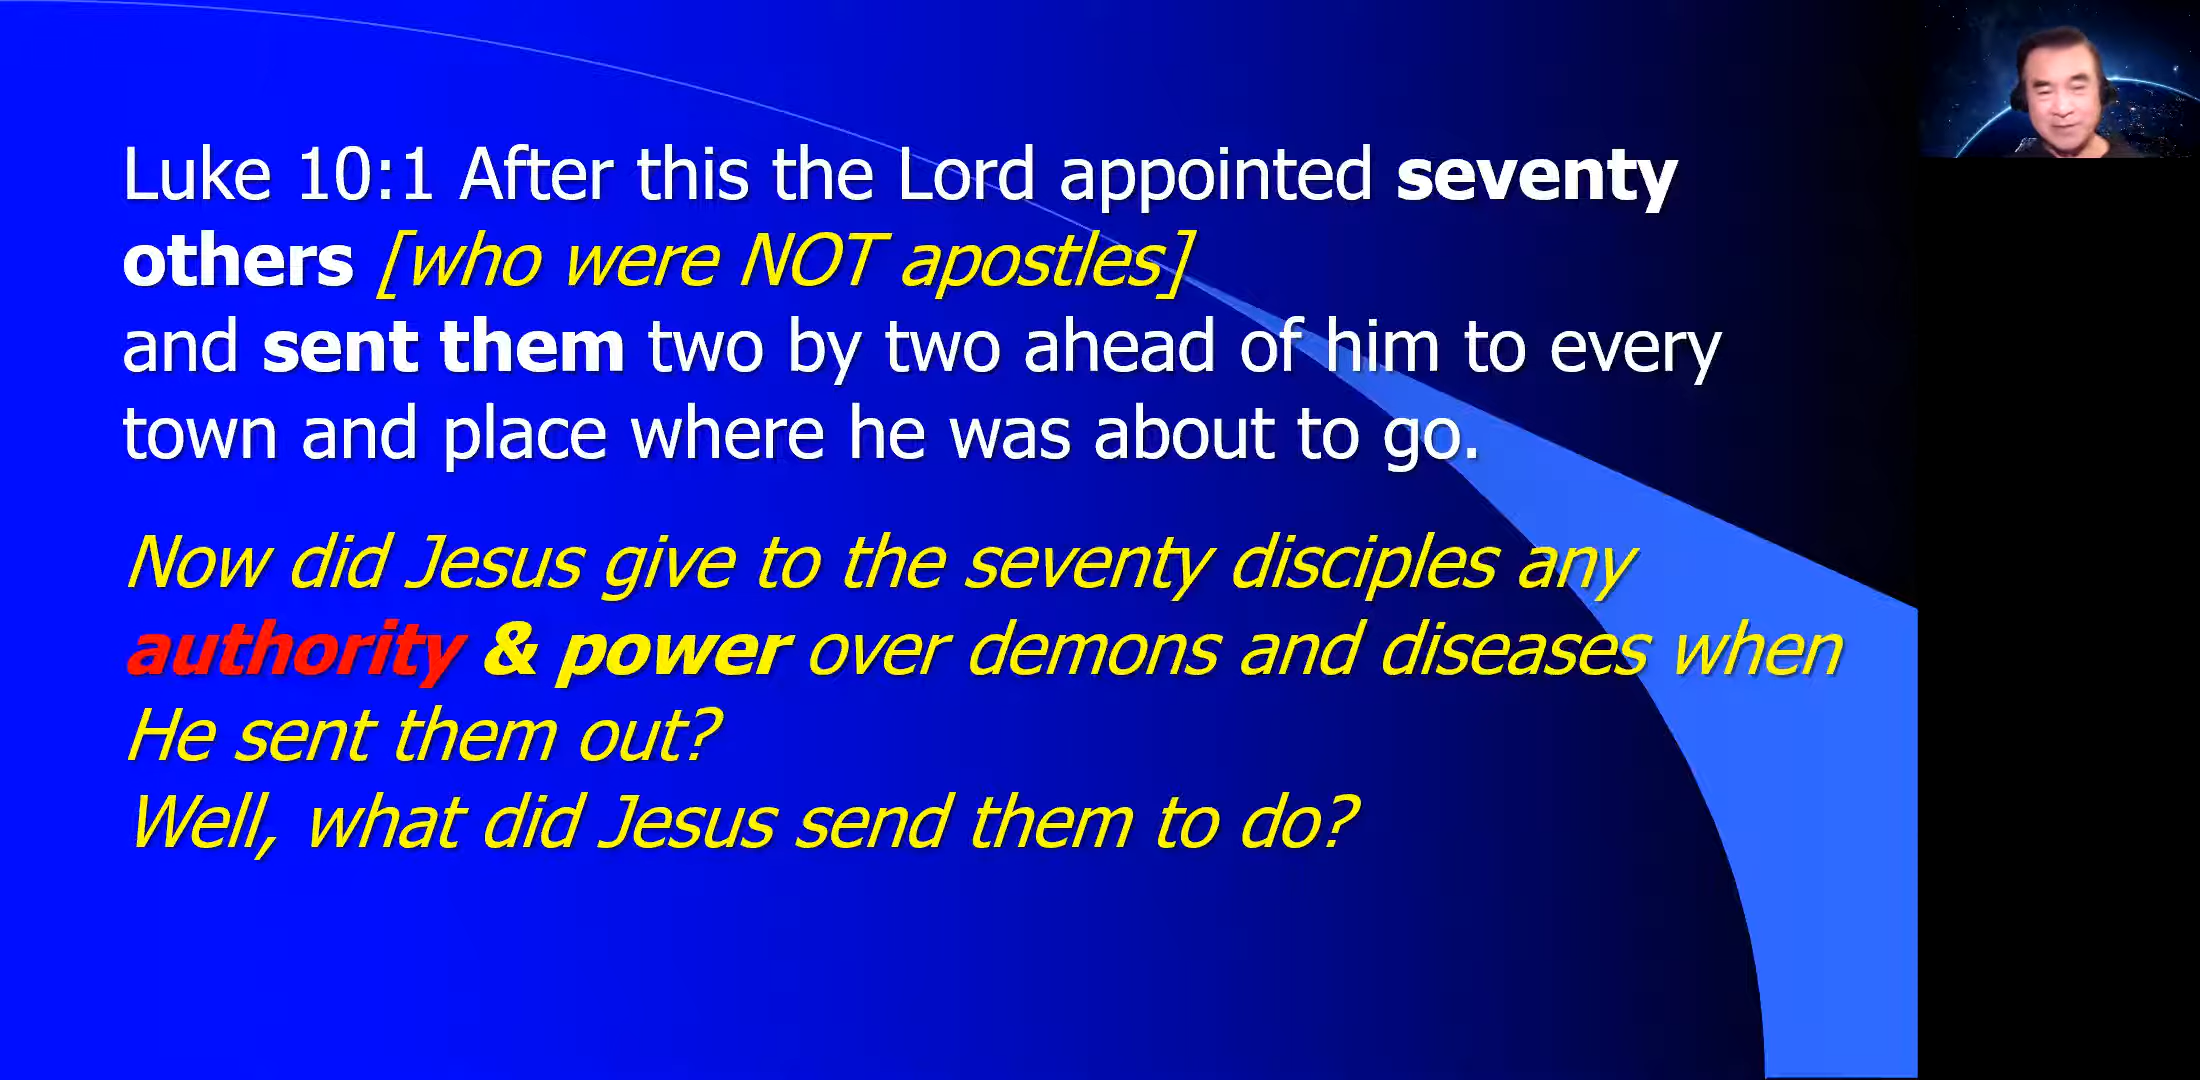 Luke 10:1 After this the Lord appointed seventy
others [who were NOT apostles]
and sent them two by two ahead of him to every
town and place where he was about to go.
Now did Jesus give to the seventy disciples any
authority & power over demons and diseases when
He sent them out?
Well, what did Jesus send them to do?